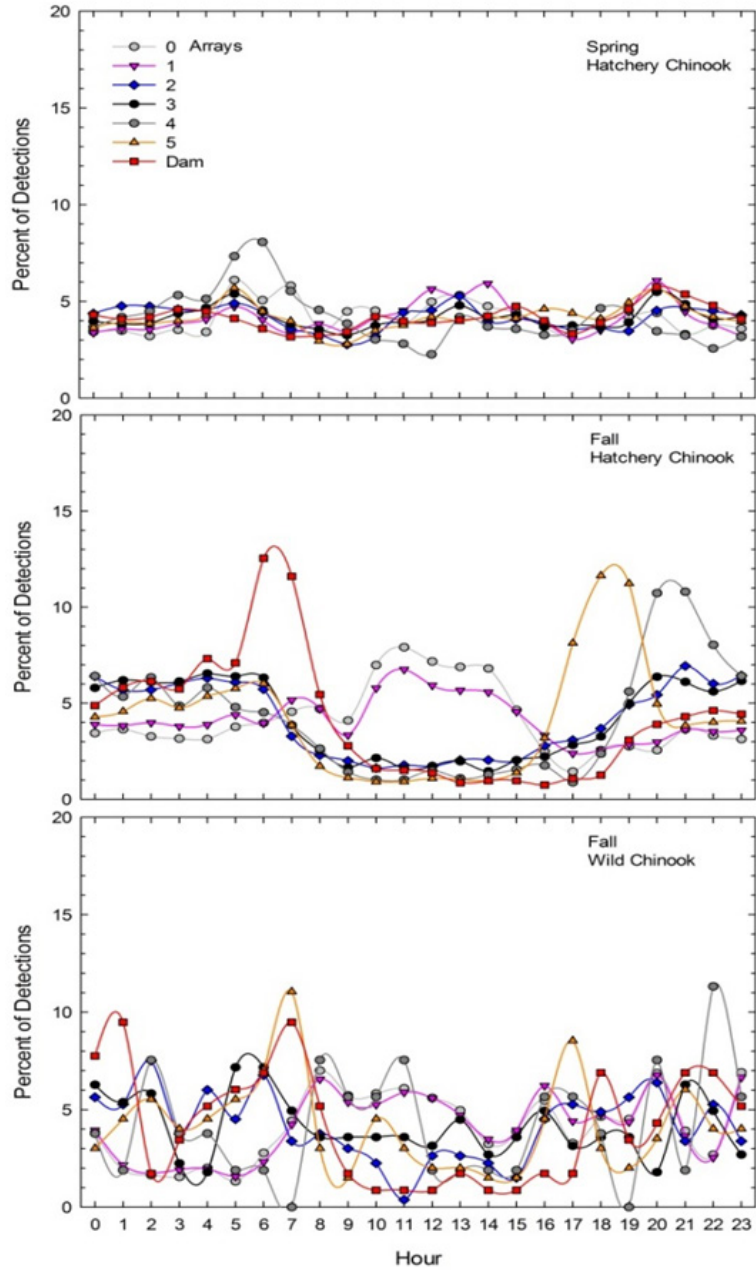 20
15
10
5
0
Percent of Detections
0 Arrays
1
2
3
4
5
Dam
Spring
Hatchery Chinook
20
15
10
5
0
Percent of Detections
Fall
Hatchery Chinook
20
15
10
5
0
Percent of Detections
Fall
Wild Chinook
0 1 2 3 4 5 6 7 8 9 10 11 12 13 14 15 16 17 18 19 20 21 22 23
Hour